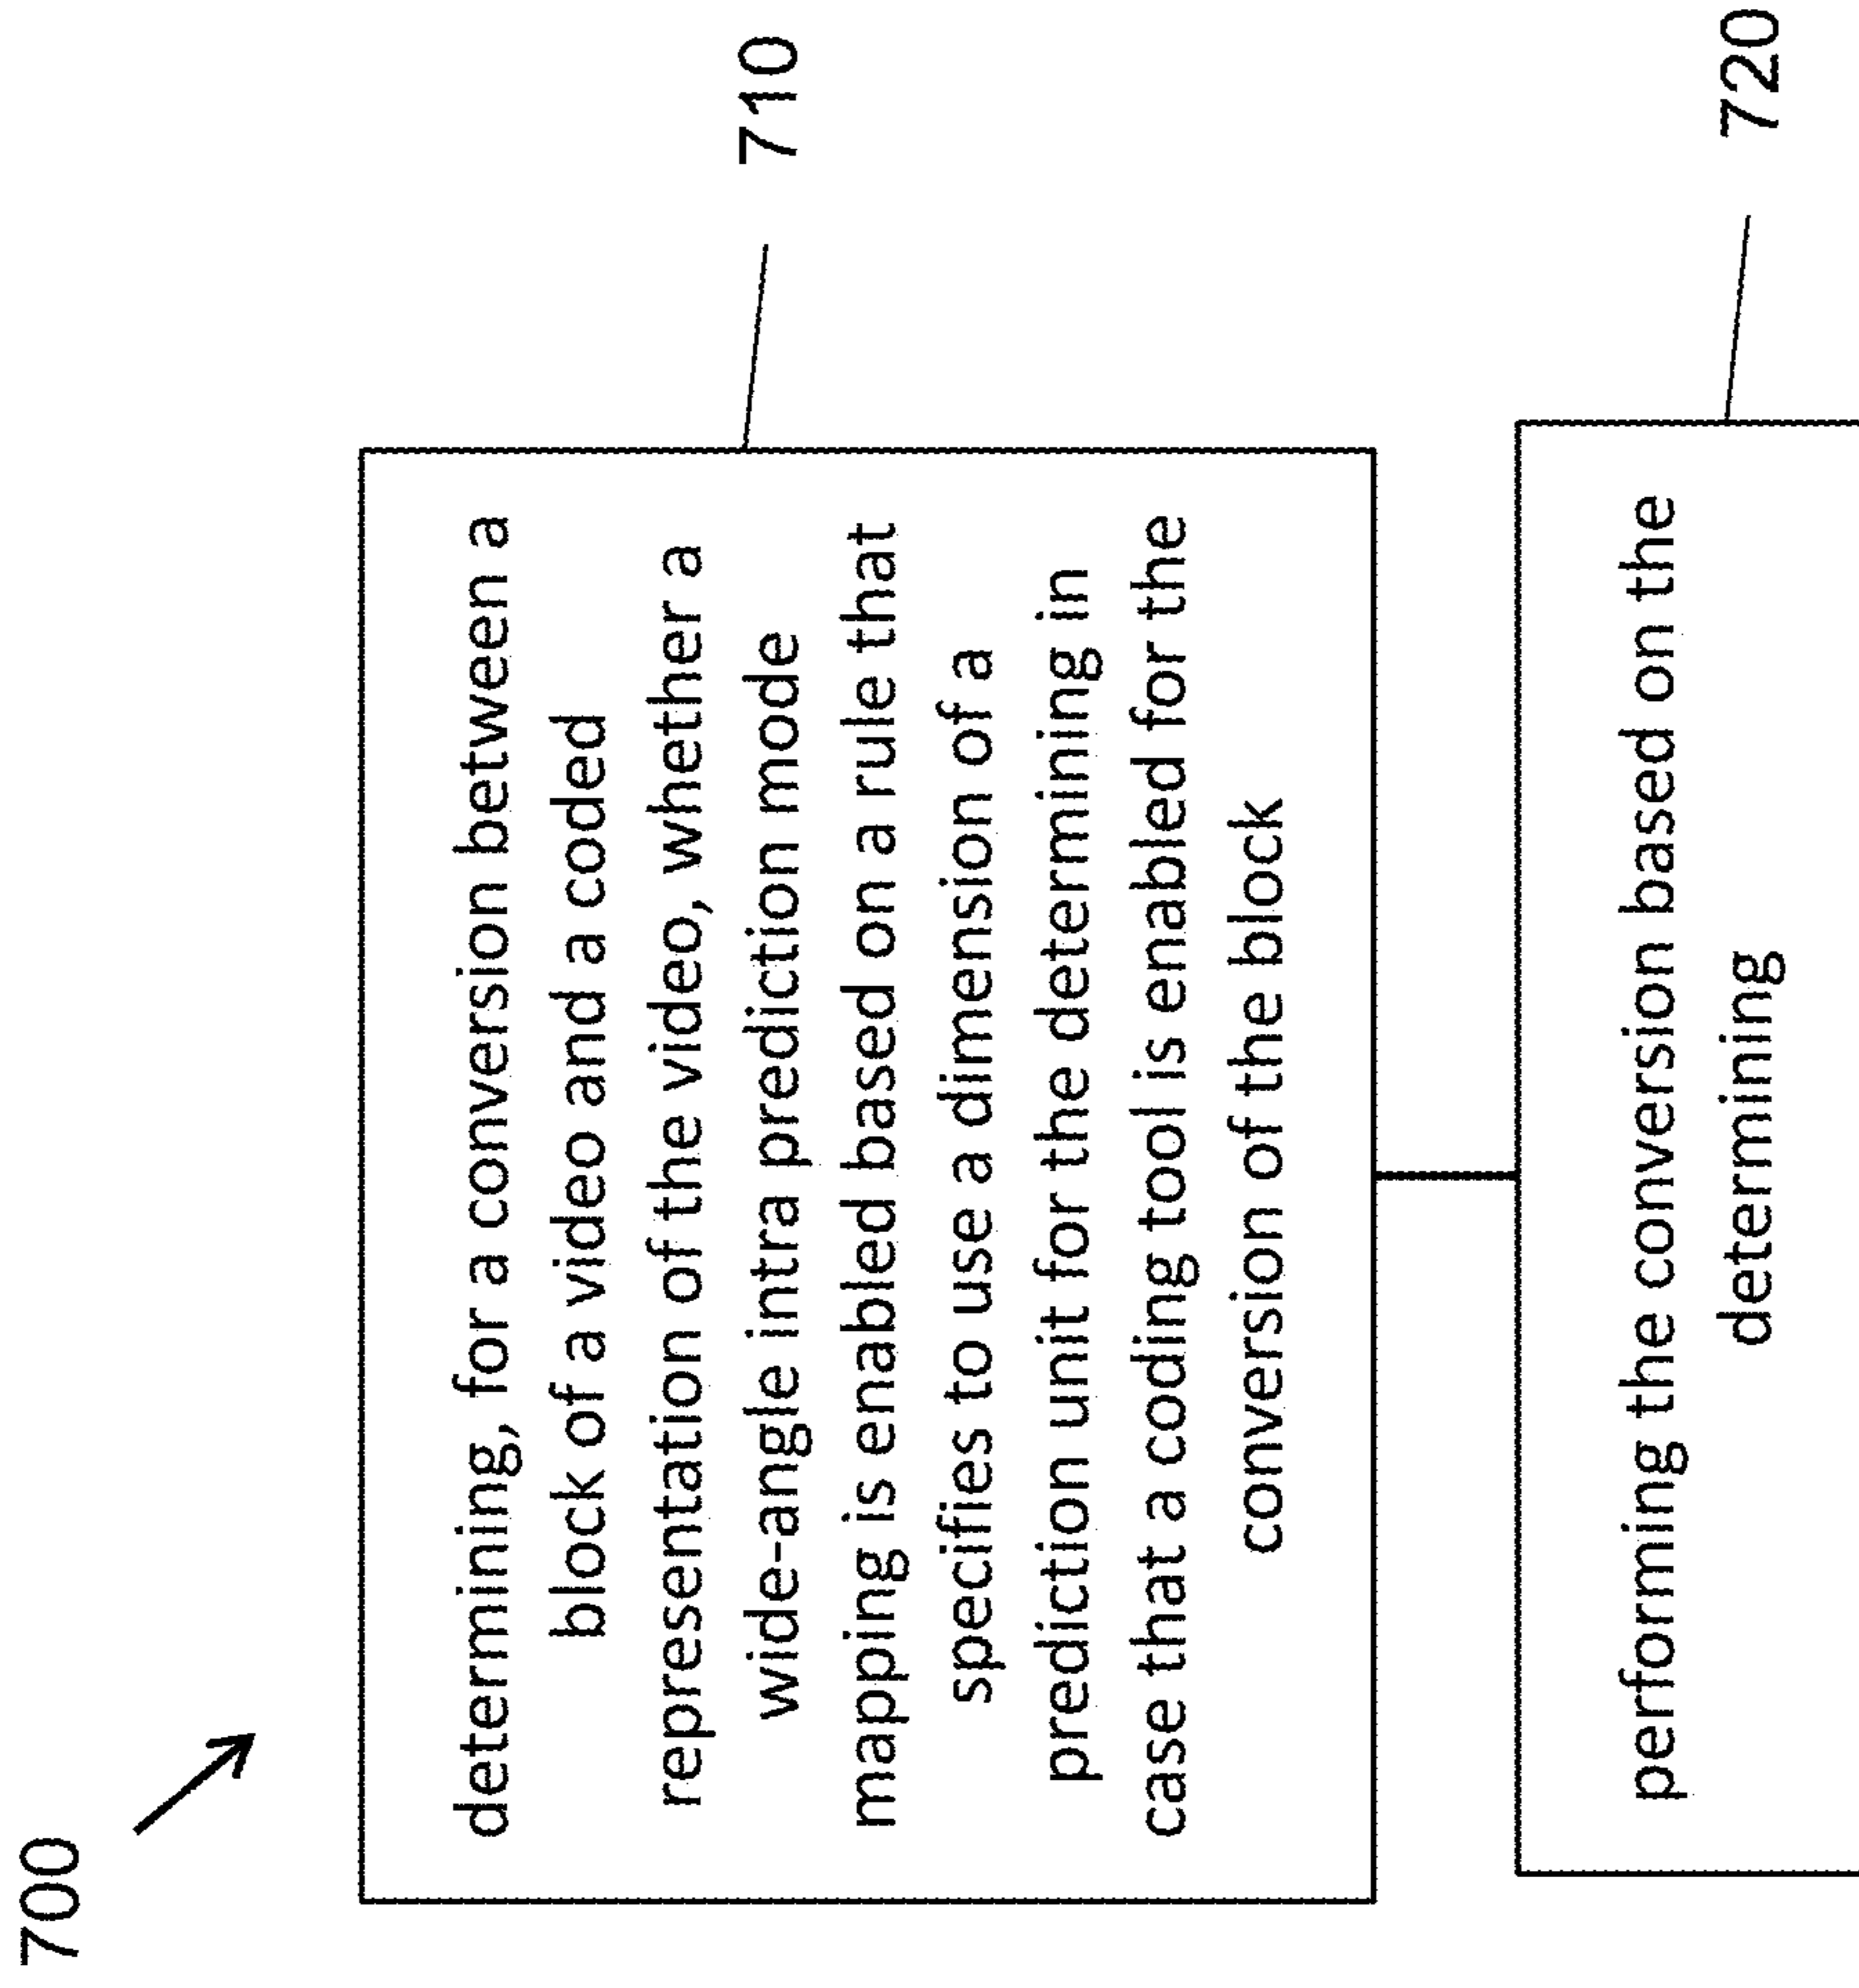 700
determining, for a conversion between a
block of a video and a coded
representation of the video, whether a
wide-angle intra prediction mode
mapping is enabled based on a rule that
specifies to use a dimension of a
prediction unit for the determining in
case that a coding tool is enabled for the
conversion of the block
710
performing the conversion based on the
determining
720